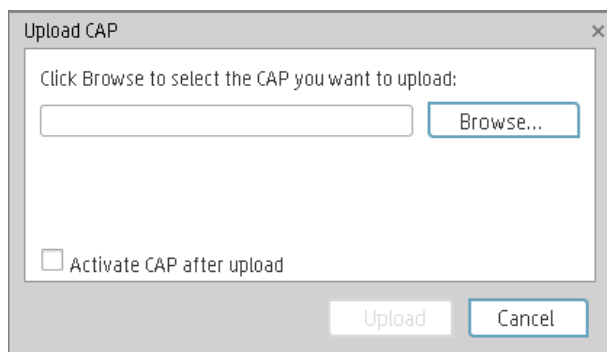 Upload CAP
Click Browse to select the CAP you want to upload:
Browse...
Activate CAP after upload
Upload
Cancel